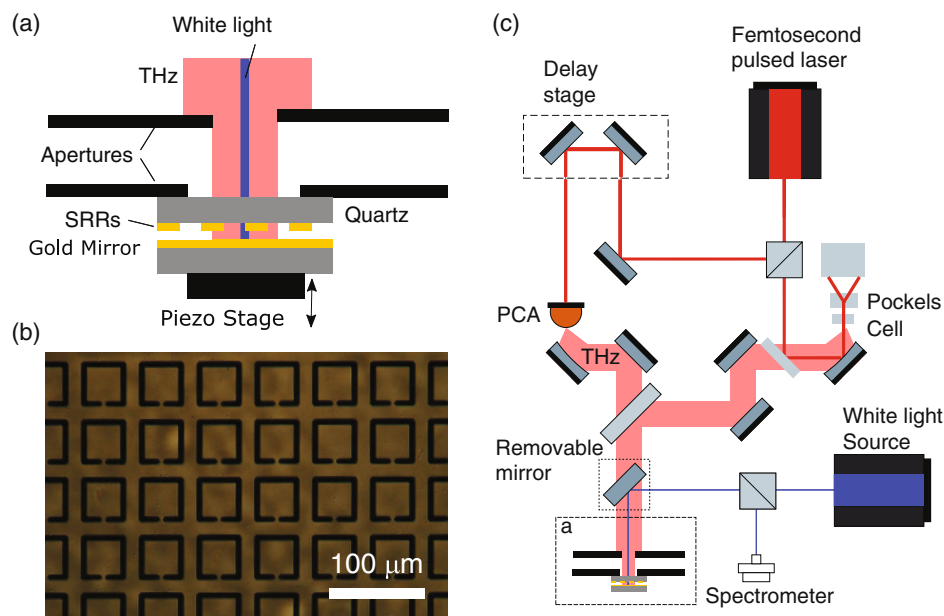 (a)
White light
THz
Apertures
SRRs
Quartz
Gold Mirror
Piezo Stage
(b)
100 μm
(c)
Femtosecond
pulsed laser
Delay
stage
PCA
THz
Pockels
Cell
Removable
mirror
White light
Source
a
Spectrometer